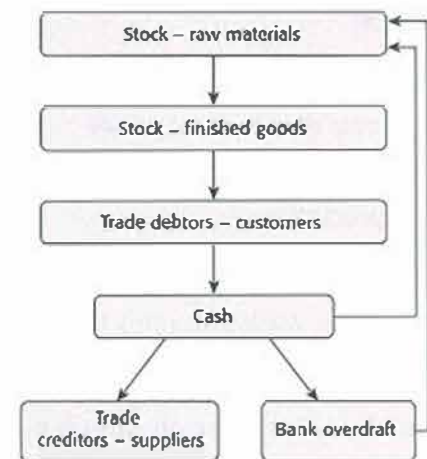 Stock – raw materials
Stock – finished goods
Trade debtors – customers
Cash
Trade
creditors – suppliers
Bank overdraft